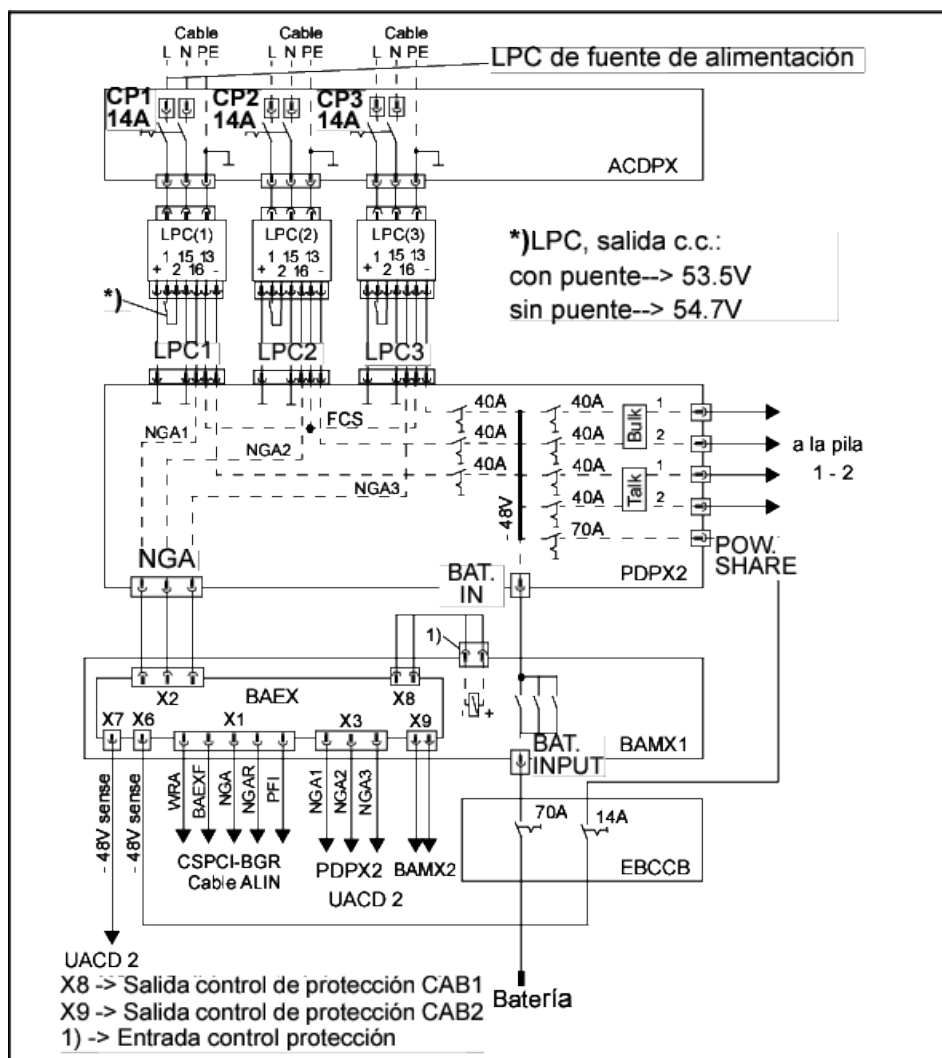 Cable Cable Cable
L N PE L N PE L N PE
LPC de fuente de alimentación
CP1
14A
CP2
14A
CP3
14A
ACDPX
LPC(1) LPC(2) LPC(3)
1 15 13 1 15 13 1 15 13
+ 2 16 - + 2 16 - + 2 16 -
*)LPC, salida c.c.:
con puente--> 53.5V
sin puente--> 54.7V
*)
LPC1 LPC2 LPC3
40A 40A 1
FCS
Bulk
NGA1
40A 40A 2
NGA2
a la pila
1 - 2
40A 40A 1
NGA3
Talk
40A 2
-48V
70A
NGA
POW.
SHARE
BAT.
IN
PDPX2
1)
X2 BAEX X8
+
X7 X6 X1 X3 X9
BAMX1
BAT.
INPUT
- 48V sense
- 48V sense
WRA
BAEXF
NGA
NGAR
PFI
NGA1
NGA2
NGA3
70A 14A
CSPCI-BGR
Cable ALIN
PDPX2 BAMX2
UACD 2
EBCCB
UACD 2
X8 -> Salida control de protección CAB1
X9 -> Salida control de protección CAB2
1) -> Entrada control protección
Batería